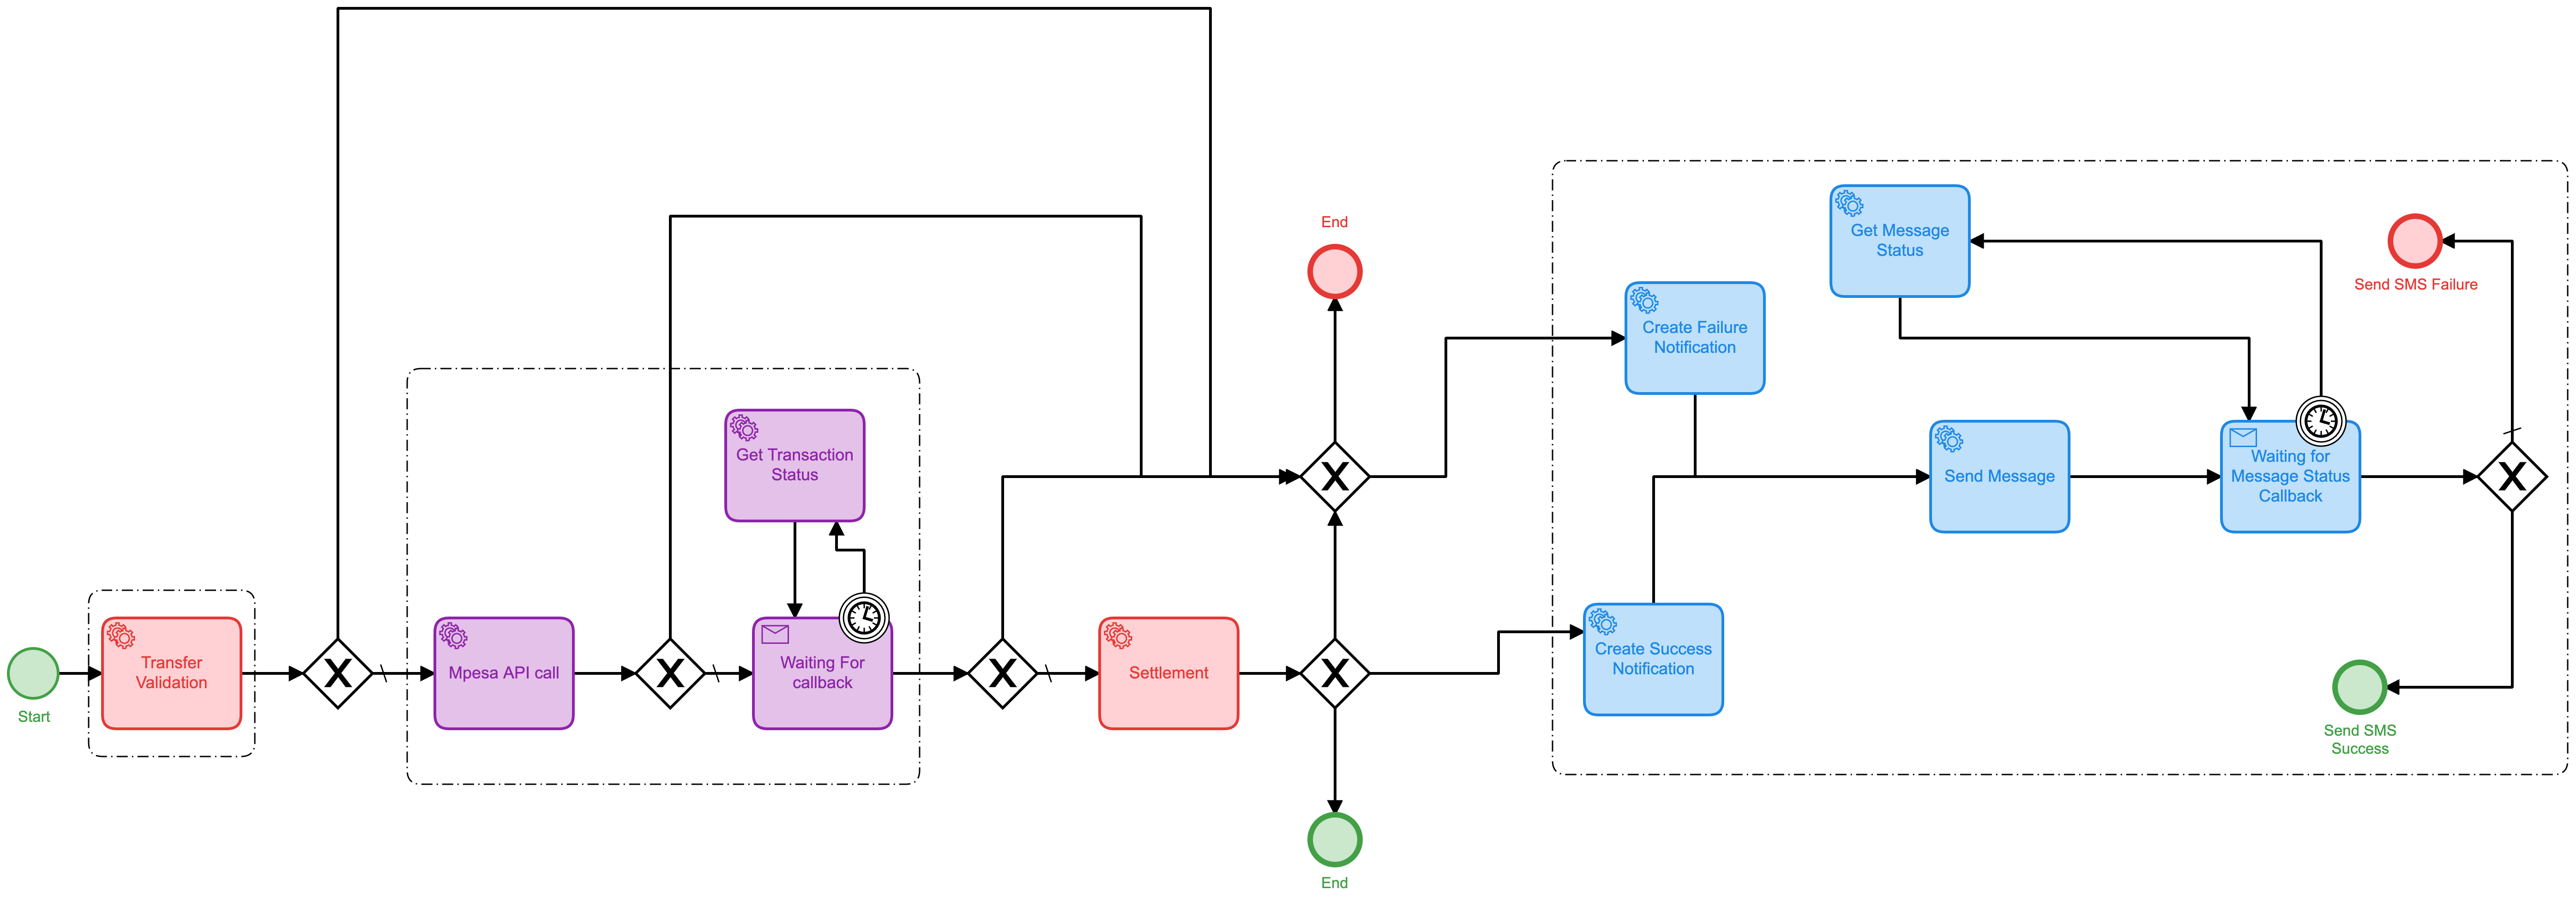 Start
Transfer
Validation
Mpesa API call
Get Transaction
Status
Waiting For
callback
Settlement
End
End
Create Failure
Notification
Create Success
Notification
Get Message
Status
Send Message
Waiting for
Message Status
Callback
Send SMS Failure
Send SMS
Success